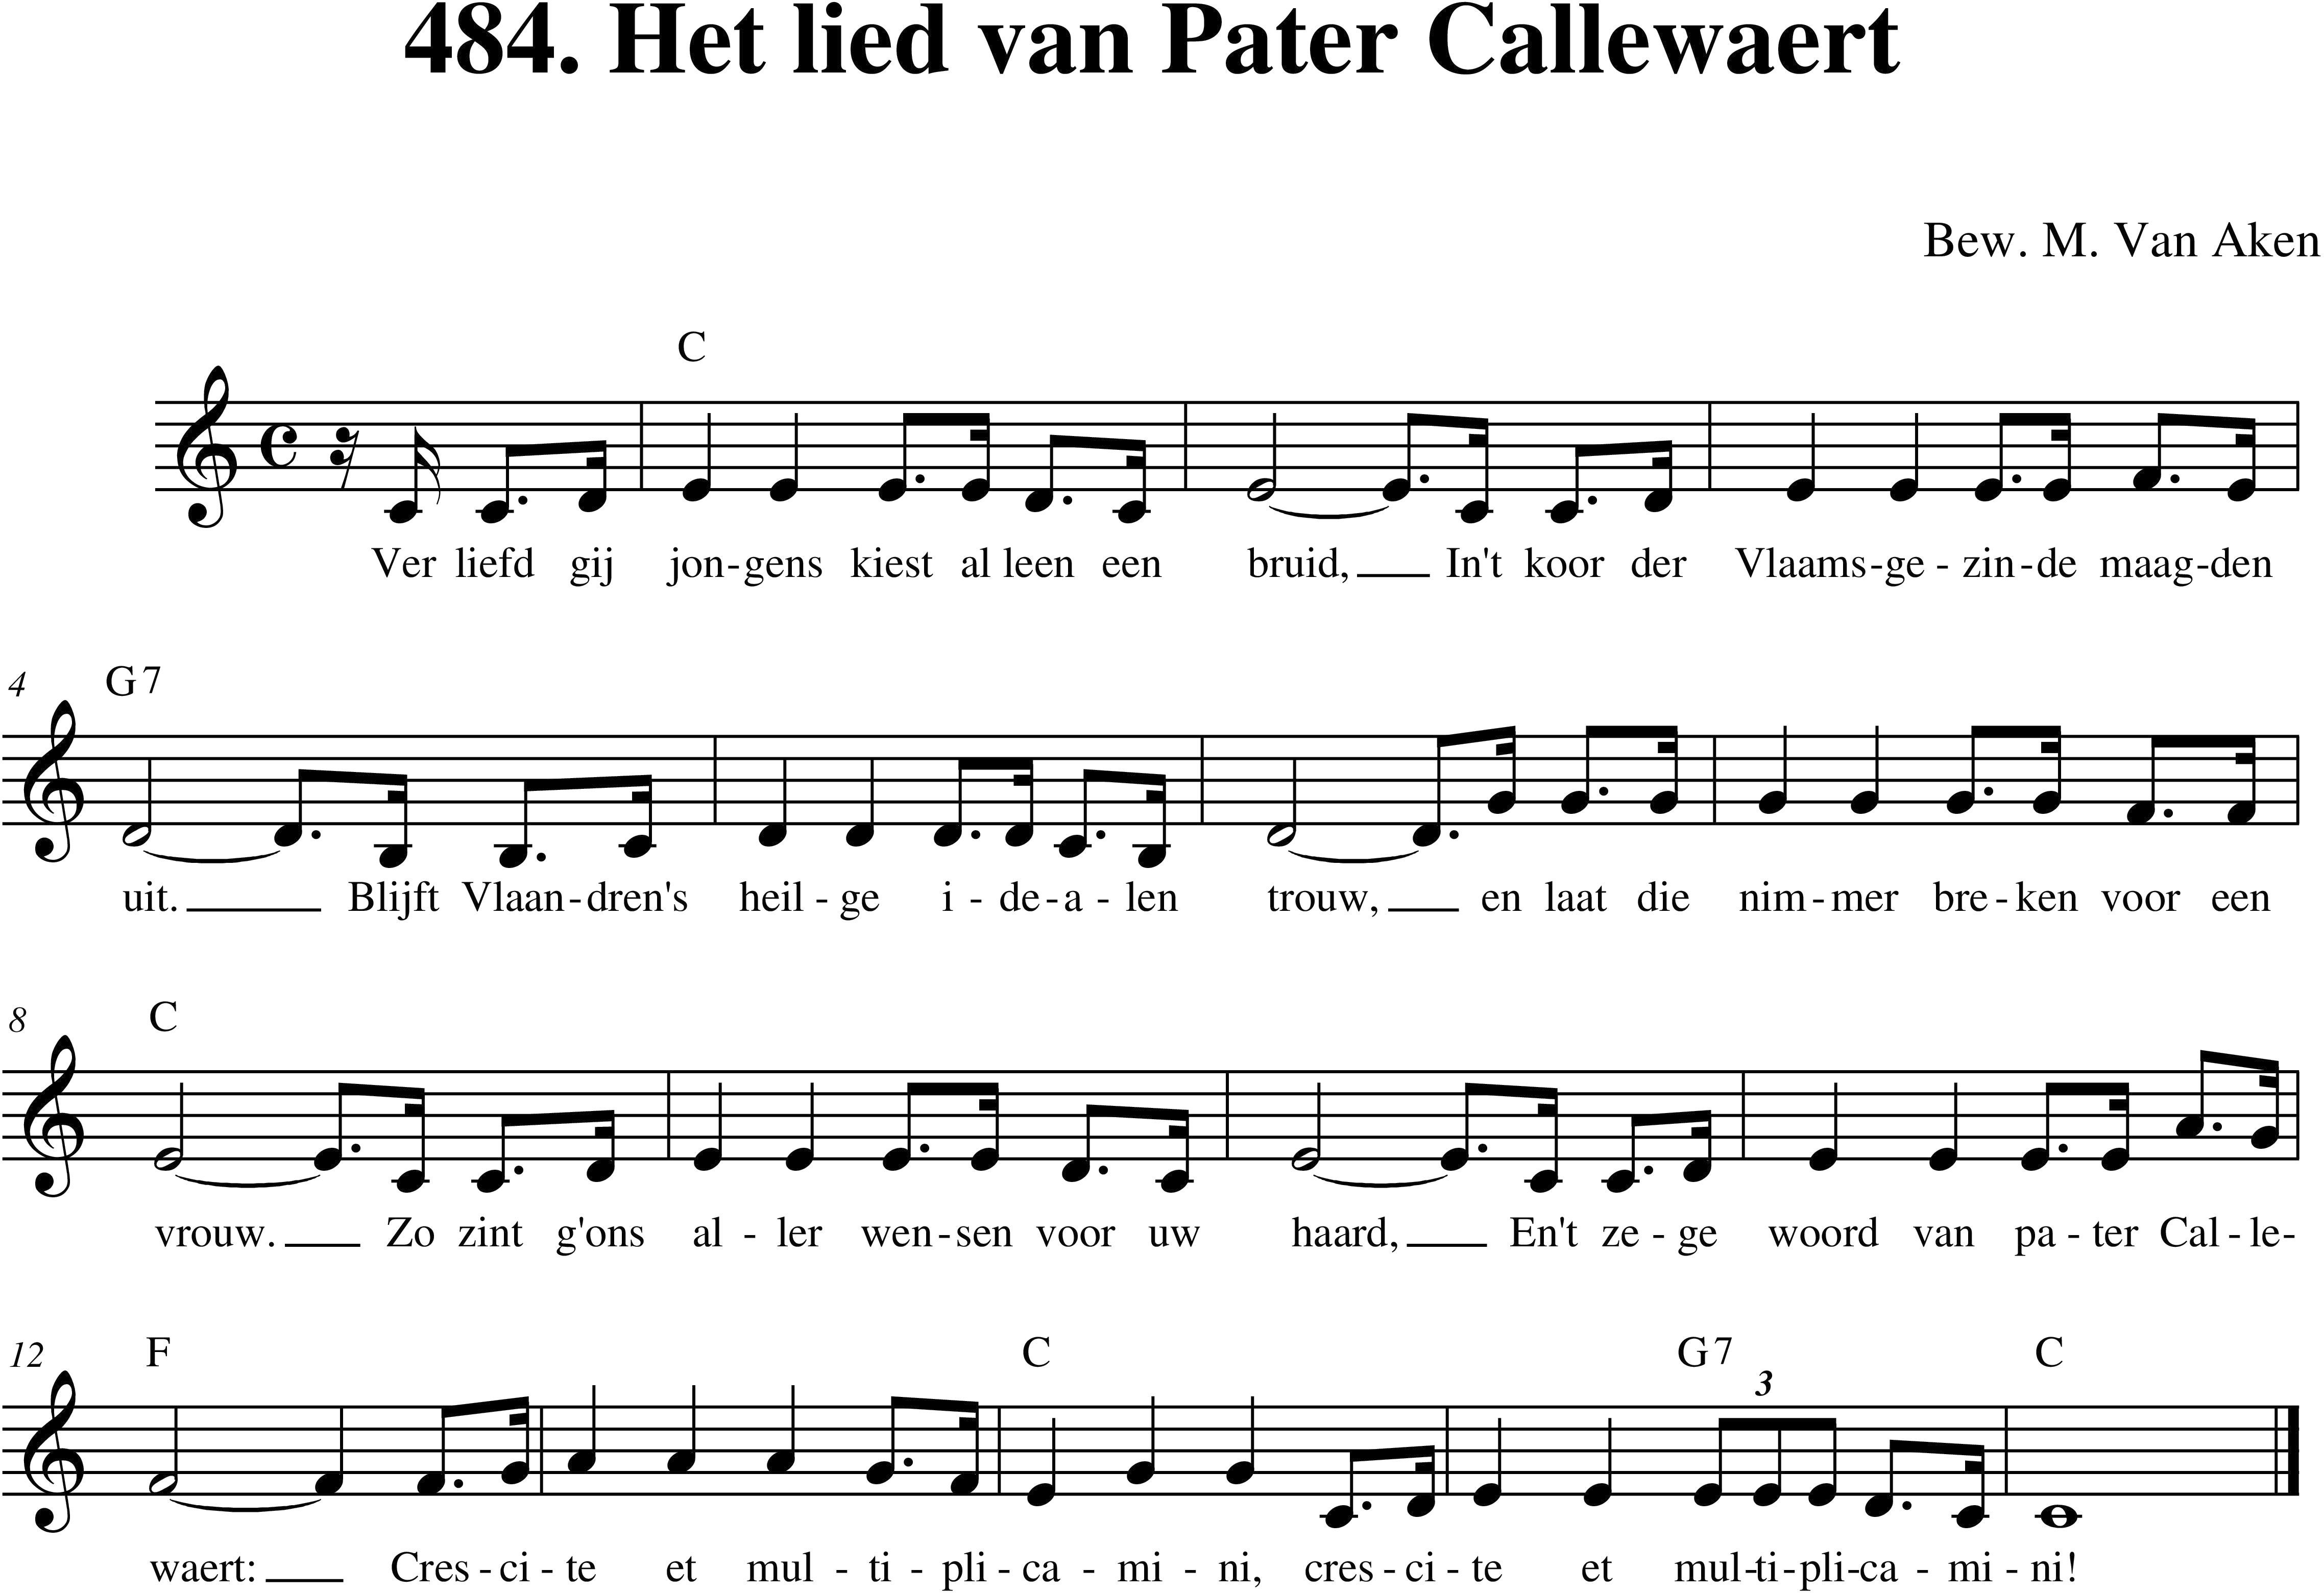 484. Het lied van Pater Callewaert
Bew. M. Van Aken
C
Ver liefd gij jon-gens kiest al leen een bruid, In't koor der Vlaams-ge-zin-de maag-den
4 G7
uit. Blijft Vlaan-dren's heil-ge i-de-a-len trouw, en laat die nim-mer bre-ken voor een
8 C
vrouw. Zo zint g'ons al-ler wen-sen voor uw haard, En't ze-ge woord van pa-ter Cal-le-
12 F C G7 C
3
waert: Cres-ci-te et mul-ti-pli-ca-mi-ni, cres-ci-te et mul-ti-pli-ca-mi-ni!